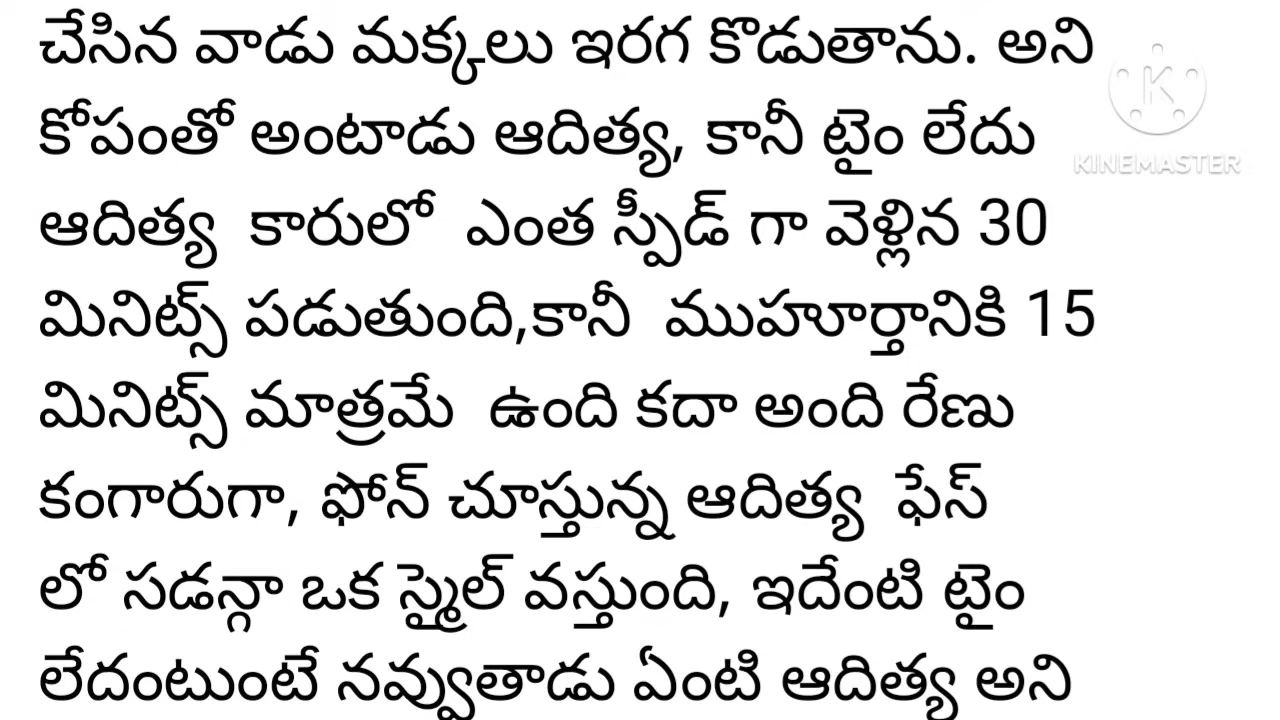 చేసిన వాడు మక్కలు ఇరగ కొడుతాను. అని
కోపంతో అంటాడు ఆదిత్య, కానీ టైం లేదు
ఆదిత్య కారులో ఎంత స్పీడ్ గా వెళ్లిన 30
మినిట్స్ పడుతుంది,కానీ ముహూర్తానికి 15
మినిట్స్ మాత్రమే ఉంది కదా అంది రేణు
కంగారుగా, ఫోన్ చూస్తున్న ఆదిత్య ఫేస్
లో సడన్గా ఒక స్మైల్ వస్తుంది, ఇదేంటి టైం
లేదంటుంటే నవ్వుతాడు ఏంటి ఆదిత్య అని
K
KINEMASTER